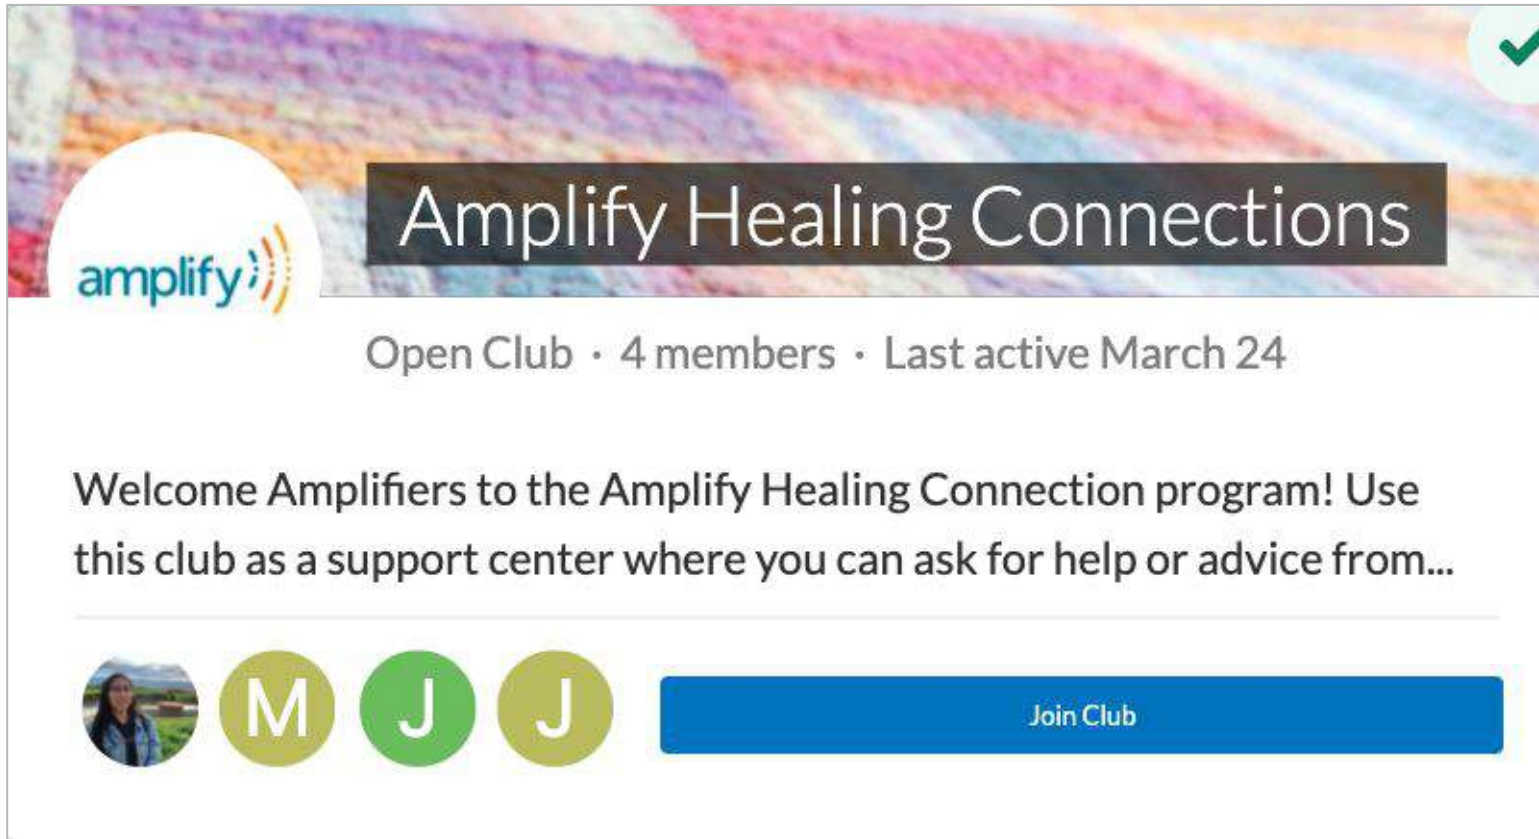 Amplify Healing Connections
amplify
Open Club · 4 members · Last active March 24
Welcome Amplifiers to the Amplify Healing Connection program! Use
this club as a support center where you can ask for help or advice from...
M J J
Join Club